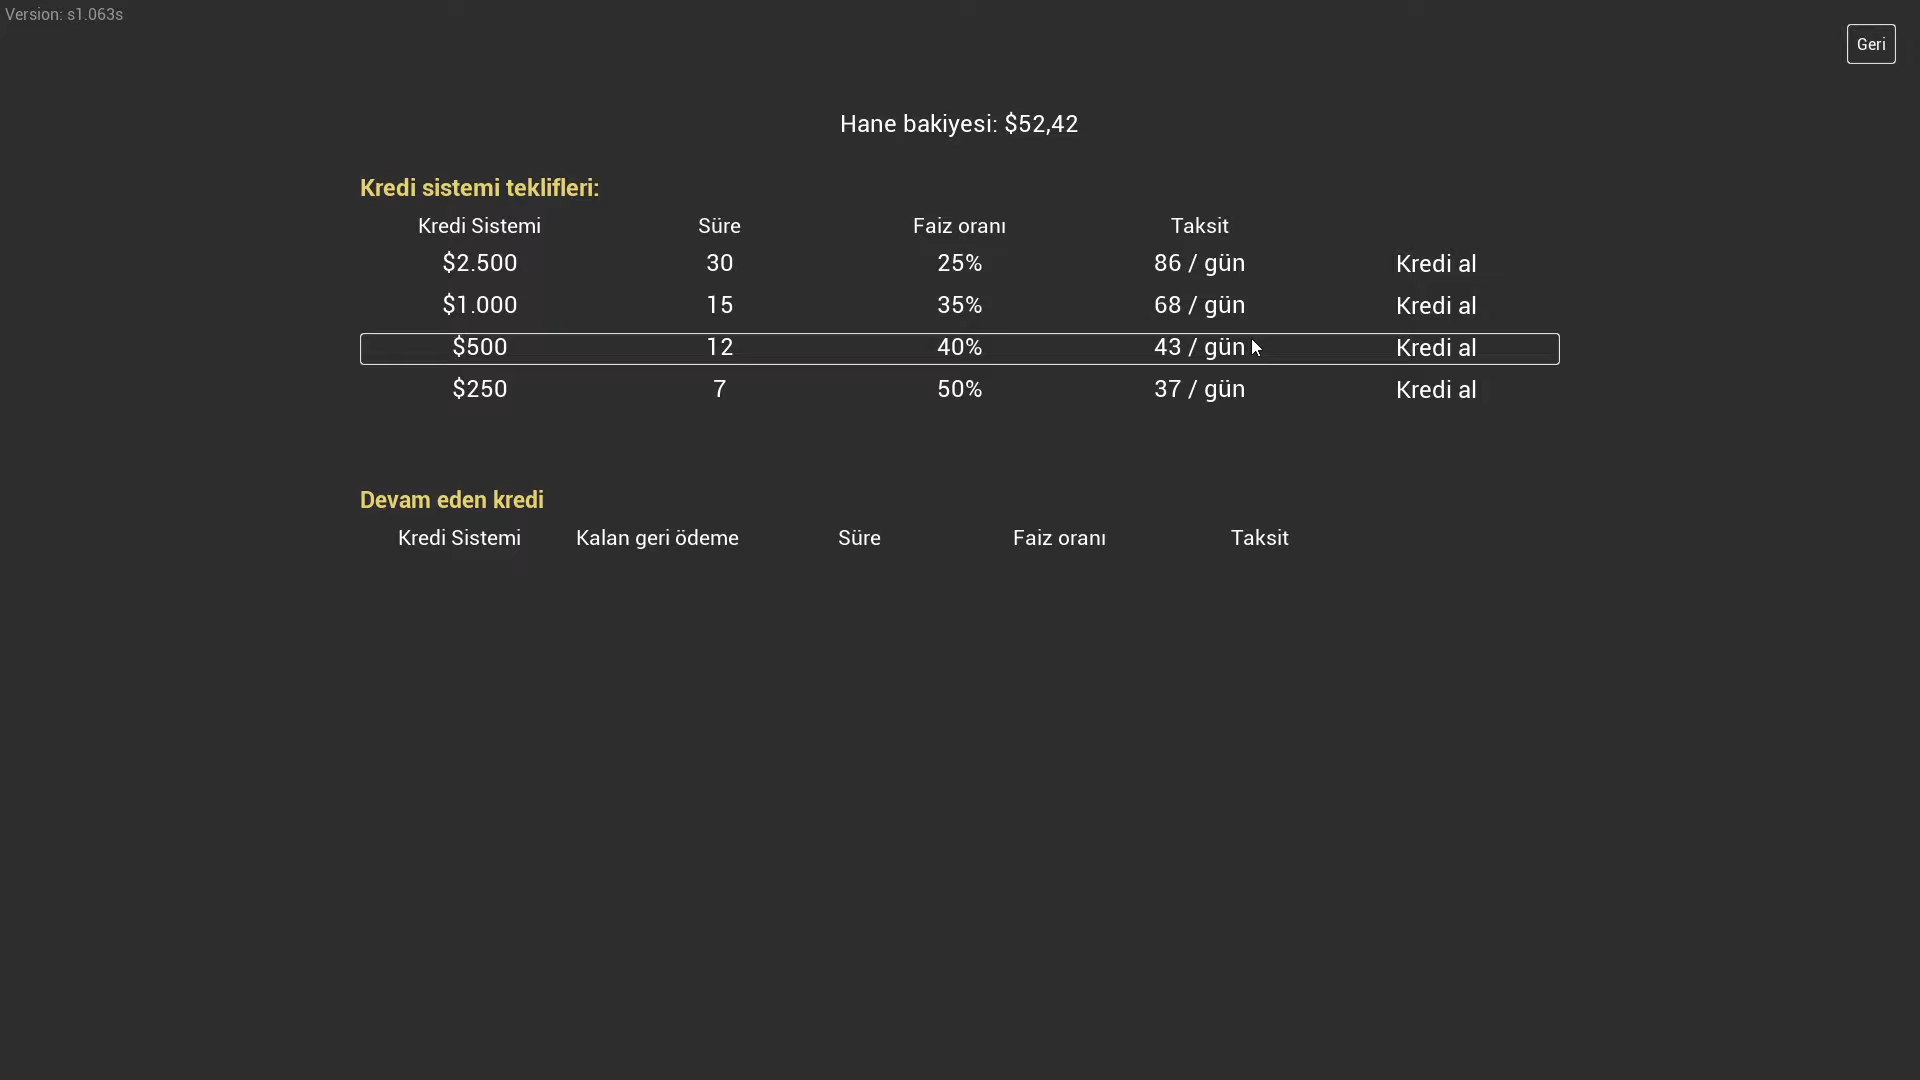 Version: s1.063s
Geri
Hane bakiyesi: $52,42
Kredi sistemi teklifleri:
Kredi Sistemi Süre Faiz oranı Taksit
$2.500 30 25% 86 / gün Kredi al
$1.000 15 35% 68 / gün Kredi al
$500 12 40% 43 / gün Kredi al
$250 7 50% 37 / gün Kredi al
Devam eden kredi
Kredi Sistemi Kalan geri ödeme Süre Faiz oranı Taksit